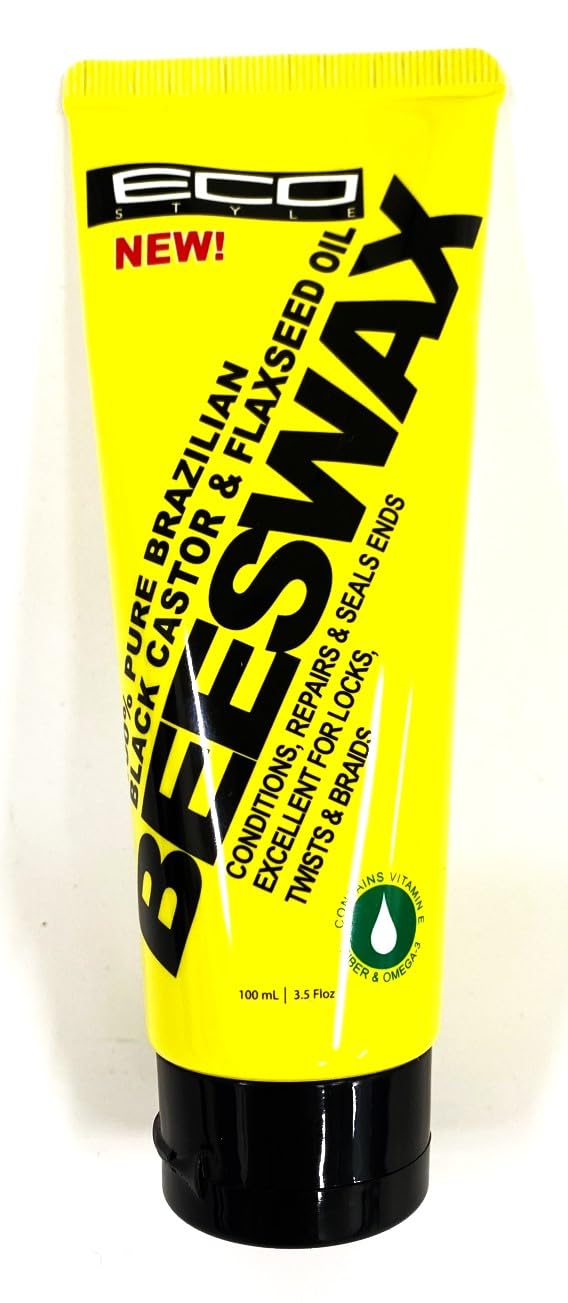 ECO
STYLE
NEW!
PURE BRAZILIAN
BLACK CASTOR & FLAXSEED OIL
BEESWAX
CONDITIONS, REPAIRS & SEALS ENDS
EXCELLENT FOR LOCKS,
TWISTS & BRAIDS
CONTAINS VITAMIN E
& OMEGA-3
100 mL | 3.5 Floz